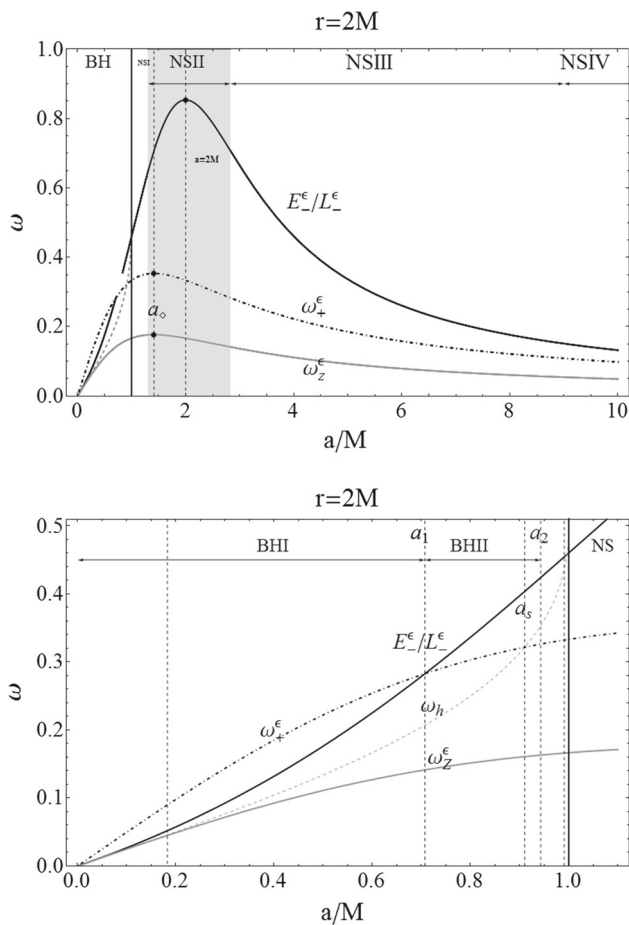 r=2M
BH NSI NSII NSIII NSIV
1.0
0.8
0.6
0.4
0.2
0.0
ω
a=2M
E₋^ϵ/L₋^ϵ
ω₊^ϵ
a⋄
ω_z^ϵ
0 2 4 6 8 10
a/M
r=2M
0.5
0.4
0.3
0.2
0.1
0.0
ω
a₁ a₂
BHI BHII NS
a_s
E₋^ϵ/L₋^ϵ
ω₊^ϵ
ω_h
ω_Z^ϵ
0.0 0.2 0.4 0.6 0.8 1.0
a/M